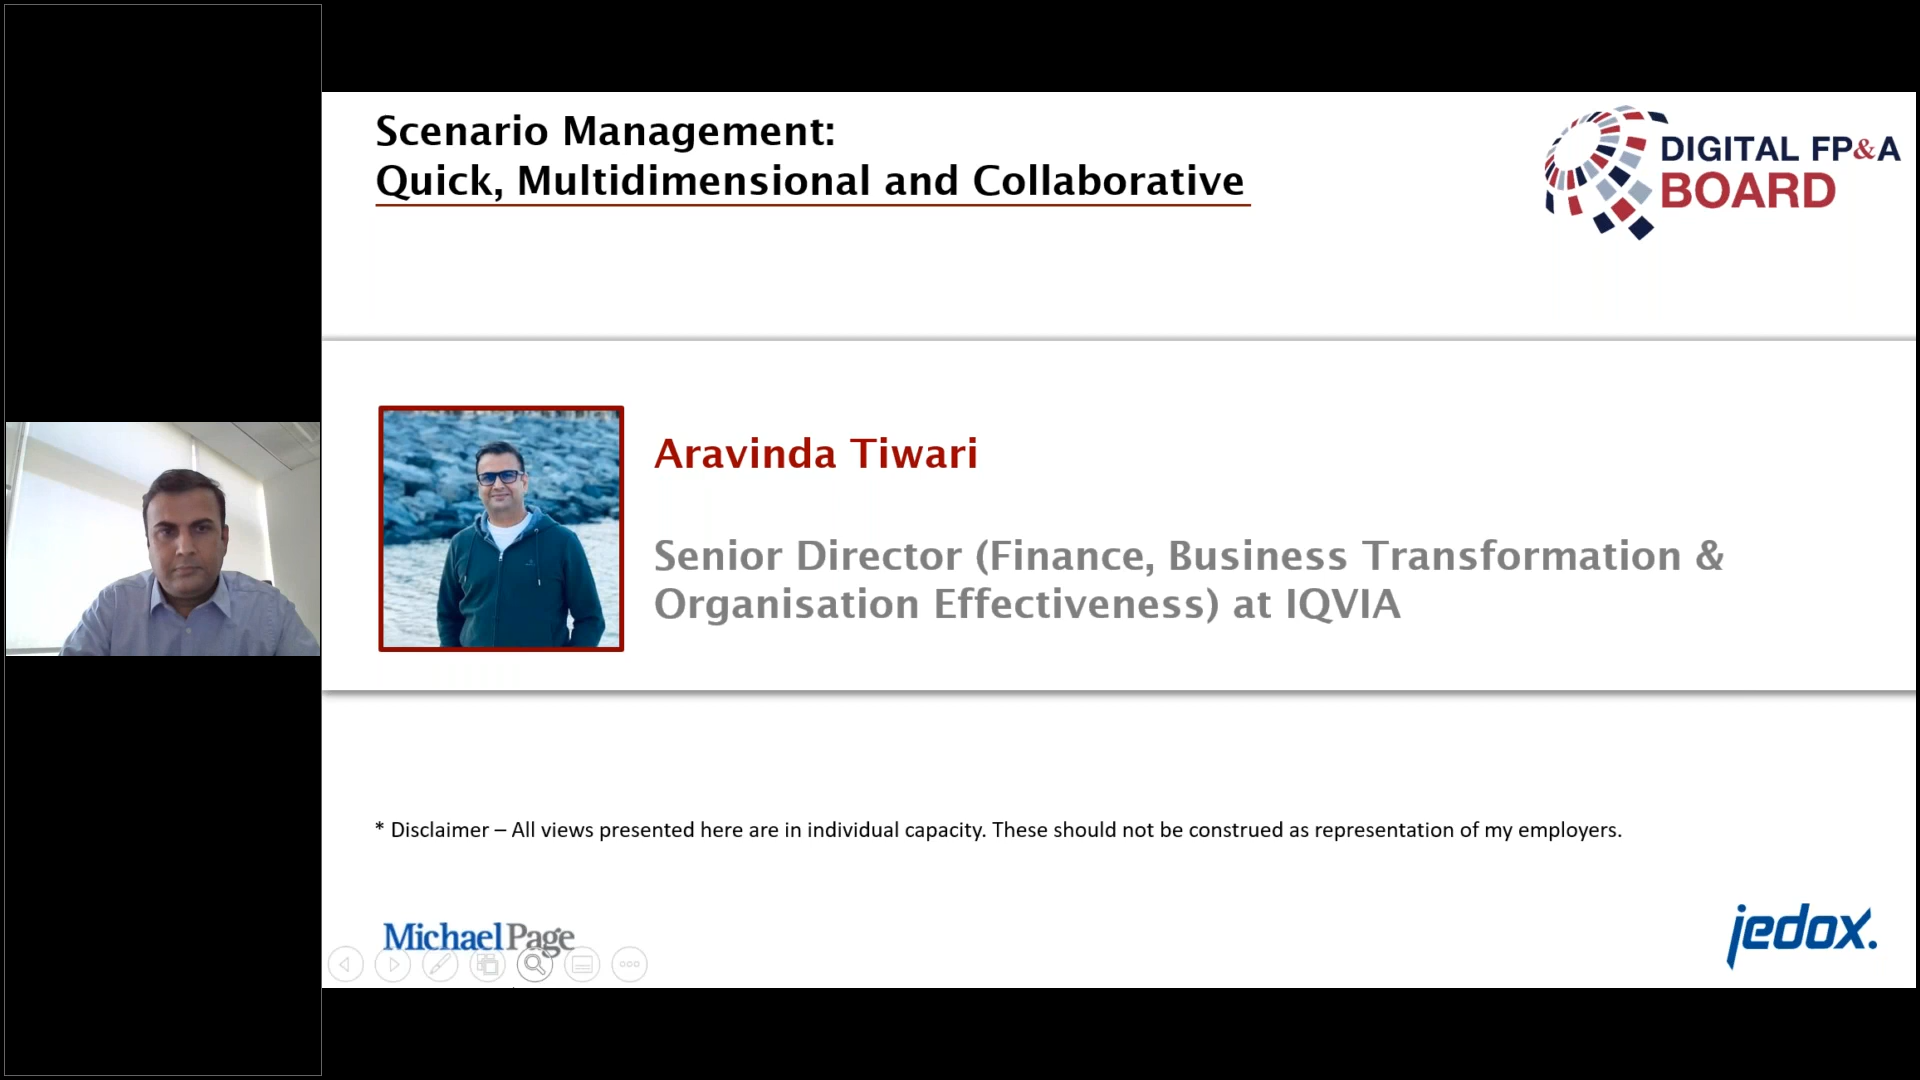 Scenario Management:
Quick, Multidimensional and Collaborative
DIGITAL FP&A
BOARD
Aravinda Tiwari
Senior Director (Finance, Business Transformation &
Organisation Effectiveness) at IQVIA
* Disclaimer – All views presented here are in individual capacity. These should not be construed as representation of my employers.
MichaelPage
jedox.